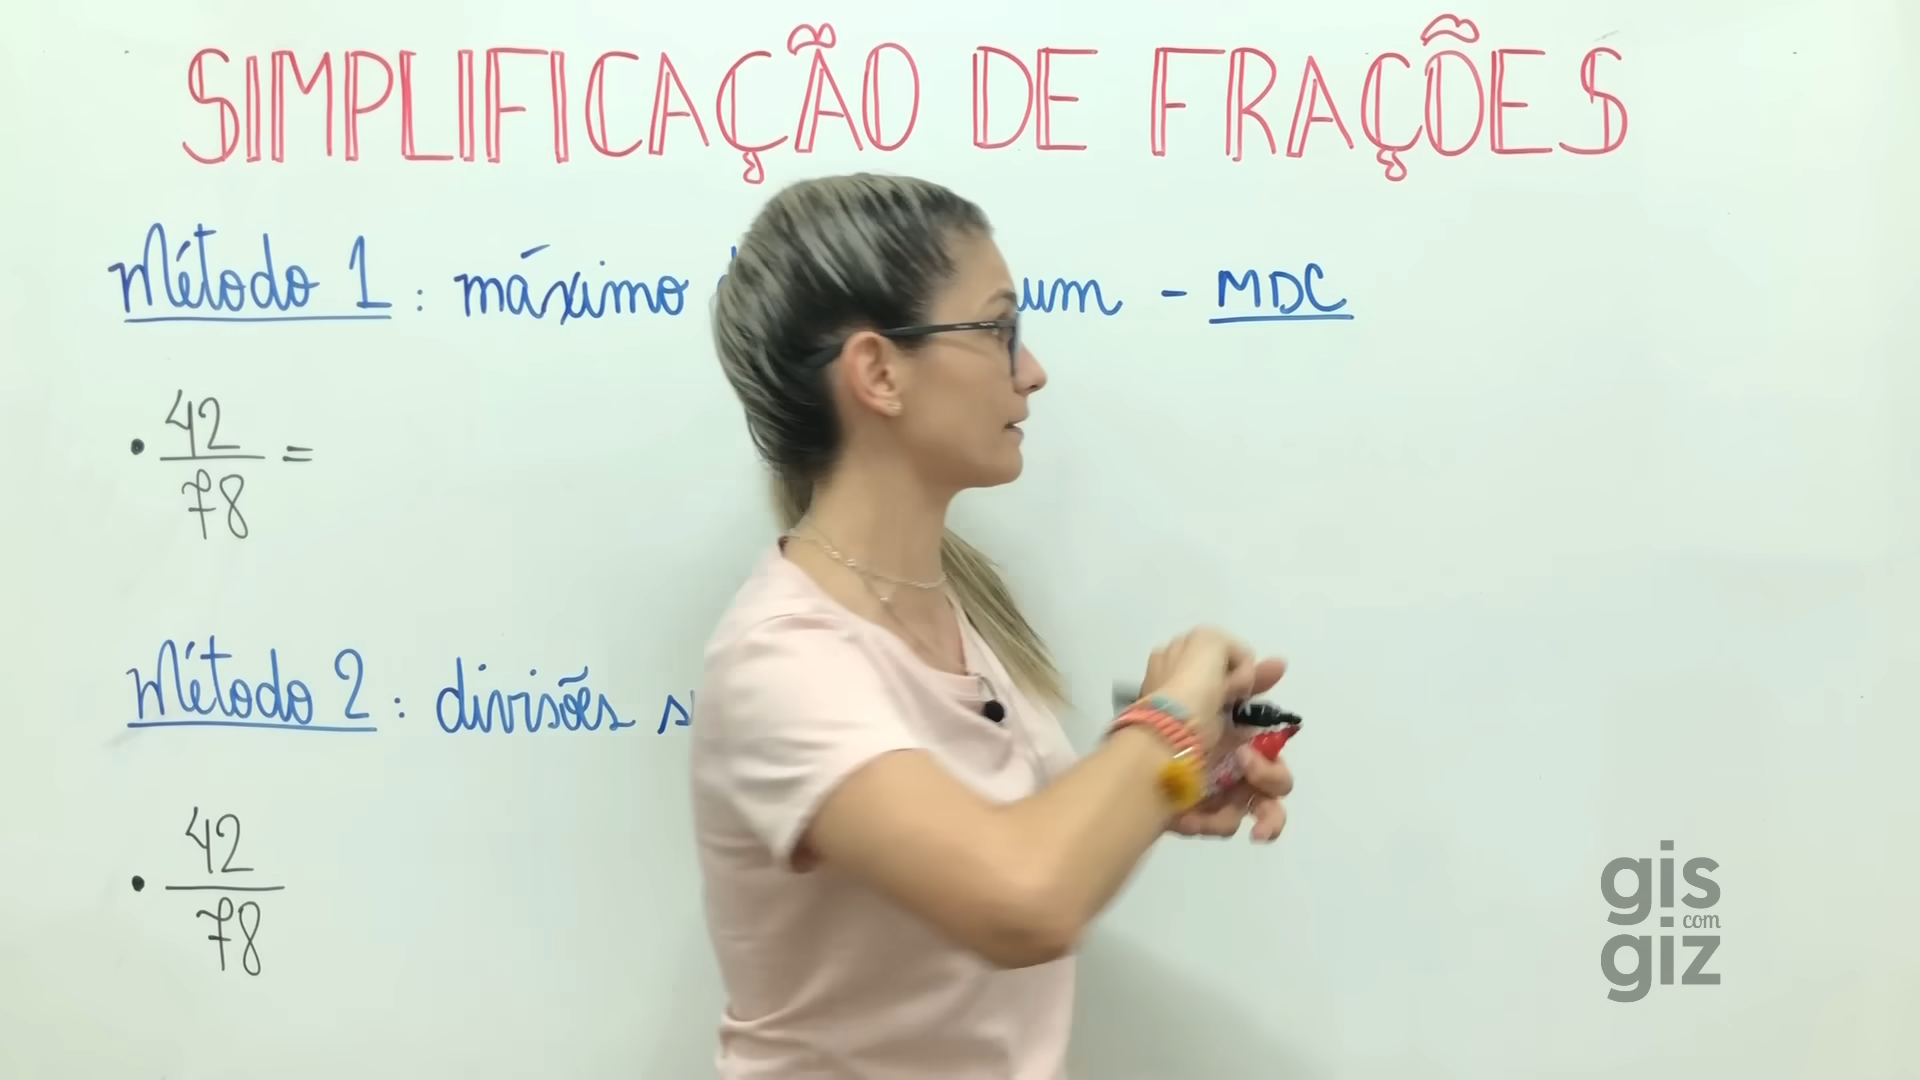 SIMPLIFICAÇÃO DE FRAÇÕES
Método 1 : máximo um - MDC
• 42
78 =
Método 2 : divisões s
• 42
78
gis
com
giz